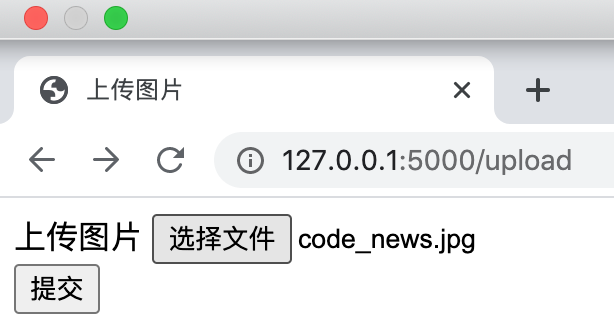 上传图片
127.0.0.1:5000/upload
上传图片 选择文件 code_news.jpg
提交